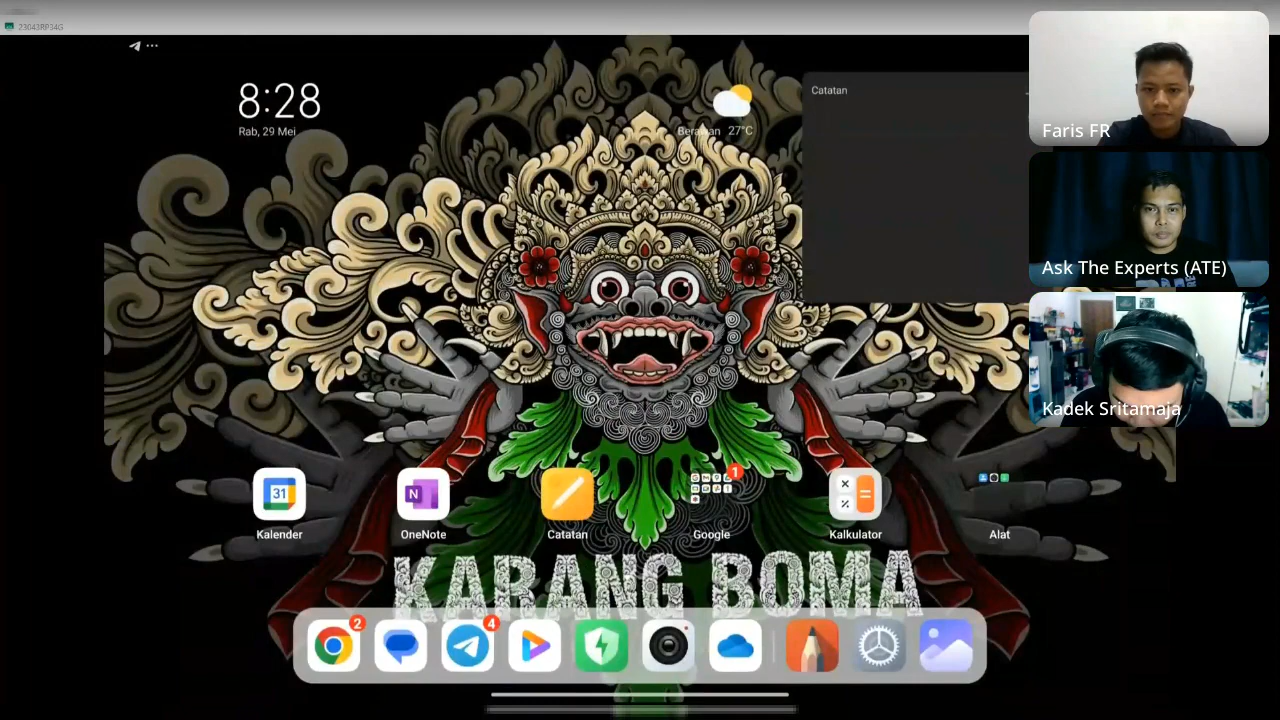 23043RP34G
8:28
Rab, 29 Mei
Berawan 27°C
Catatan
Faris FR
Ask The Experts (ATE)
Kadek Sritamaja
31
N
1
Kalender
OneNote
Catatan
Google
Kalkulator
Alat
KARANG BOMA
2
4